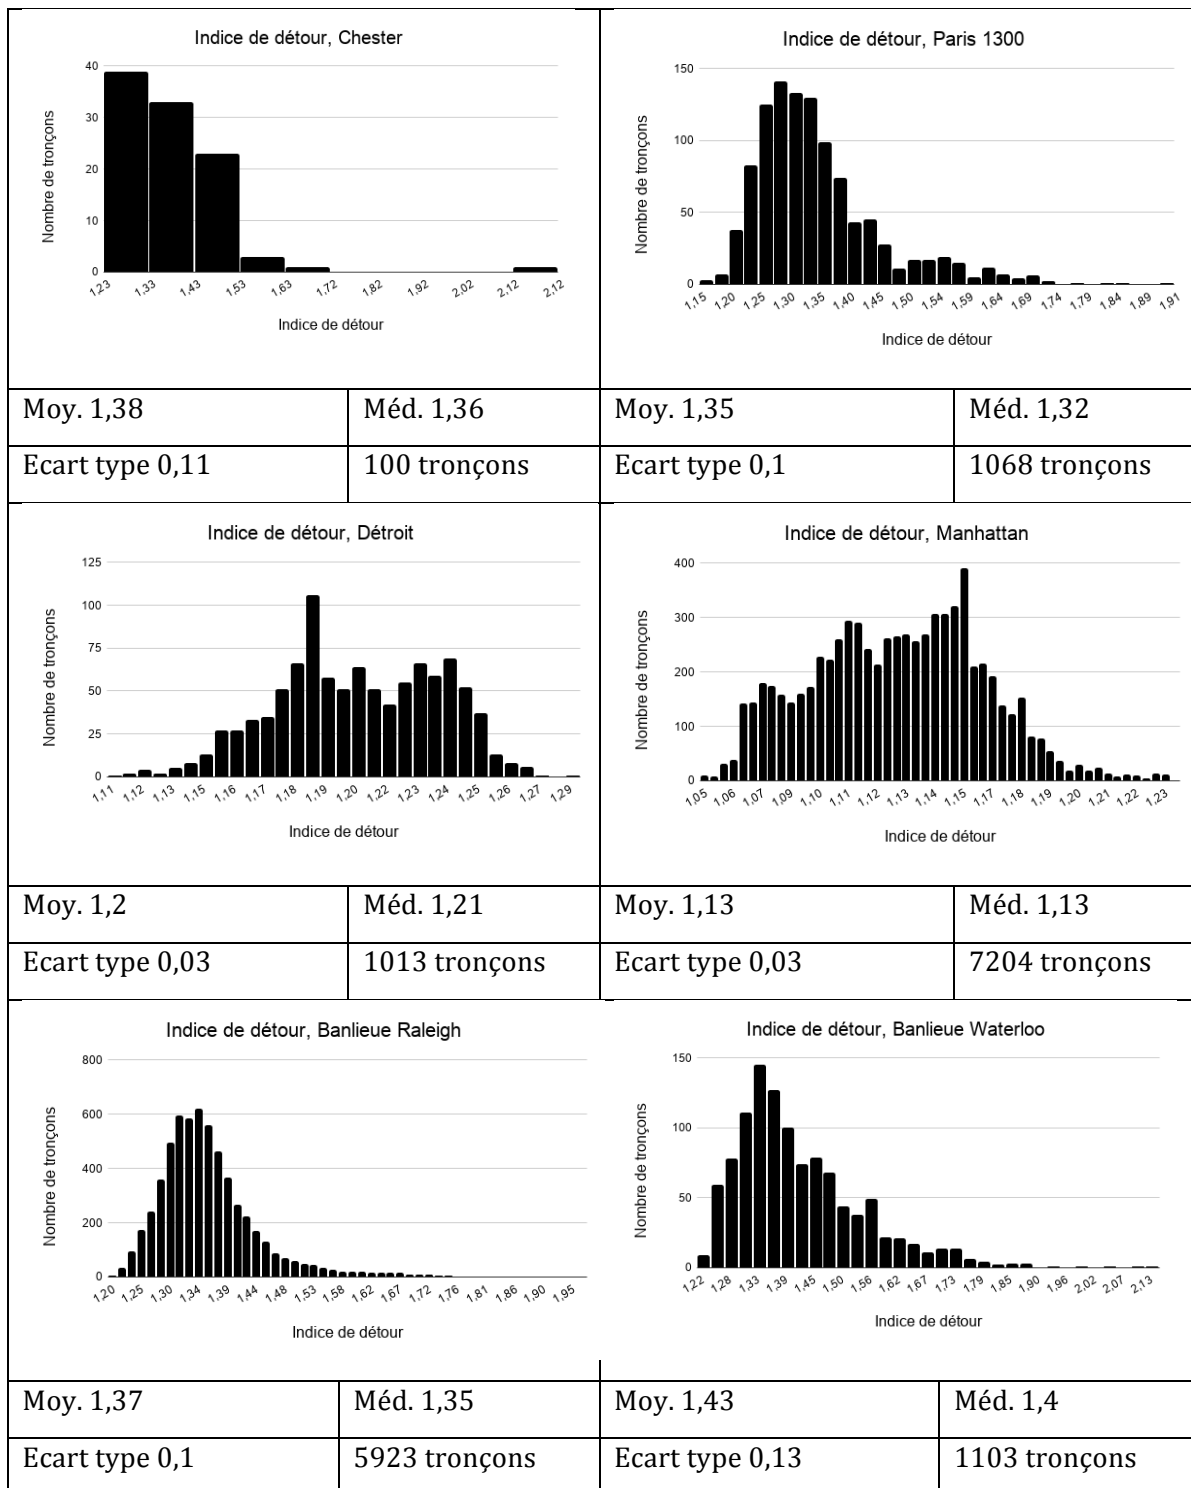 Indice de détour, Chester
Nombre de tronçons
40
30
20
10
0
1,23 1,33 1,43 1,53 1,63 1,72 1,82 1,92 2,02 2,12 2,12
Indice de détour
Indice de détour, Paris 1300
Nombre de tronçons
150
100
50
0
1,15 1,20 1,25 1,30 1,35 1,40 1,45 1,50 1,54 1,59 1,64 1,69 1,74 1,79 1,84 1,89 1,91
Indice de détour
Moy. 1,38 Méd. 1,36 Moy. 1,35 Méd. 1,32
Ecart type 0,11 100 tronçons Ecart type 0,1 1068 tronçons
Indice de détour, Détroit
Nombre de tronçons
125
100
75
50
25
0
1,11 1,12 1,13 1,15 1,16 1,17 1,18 1,19 1,20 1,22 1,23 1,24 1,25 1,26 1,27 1,29
Indice de détour
Indice de détour, Manhattan
Nombre de tronçons
400
300
200
100
0
1,05 1,06 1,07 1,09 1,10 1,11 1,12 1,13 1,14 1,15 1,17 1,18 1,19 1,20 1,21 1,22 1,23
Indice de détour
Moy. 1,2 Méd. 1,21 Moy. 1,13 Méd. 1,13
Ecart type 0,03 1013 tronçons Ecart type 0,03 7204 tronçons
Indice de détour, Banlieue Raleigh
Nombre de tronçons
800
600
400
200
0
1,20 1,25 1,30 1,34 1,39 1,44 1,48 1,53 1,58 1,62 1,67 1,72 1,76 1,81 1,86 1,90 1,95
Indice de détour
Indice de détour, Banlieue Waterloo
Nombre de tronçons
150
100
50
0
1,22 1,28 1,33 1,39 1,45 1,50 1,56 1,62 1,67 1,73 1,79 1,84 1,90 1,96 2,02 2,07 2,13
Indice de détour
Moy. 1,37 Méd. 1,35 Moy. 1,43 Méd. 1,4
Ecart type 0,1 5923 tronçons Ecart type 0,13 1103 tronçons